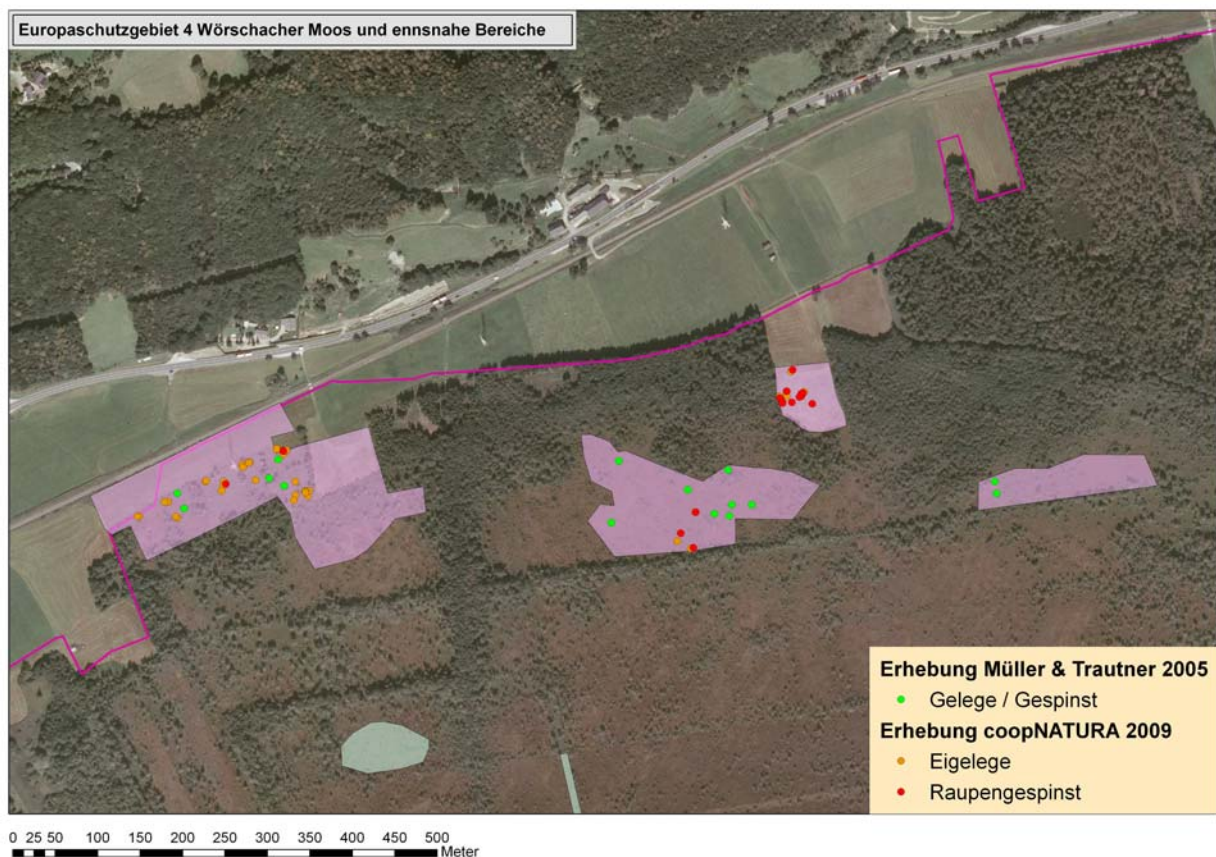 Europaschutzgebiet 4 Wörschacher Moos und ennsnahe Bereiche
Erhebung Müller & Trautner 2005
Gelege / Gespinst
Erhebung coopNATURA 2009
Eigelege
Raupengespinst
0 25 50 100 150 200 250 300 350 400 450 500
Meter